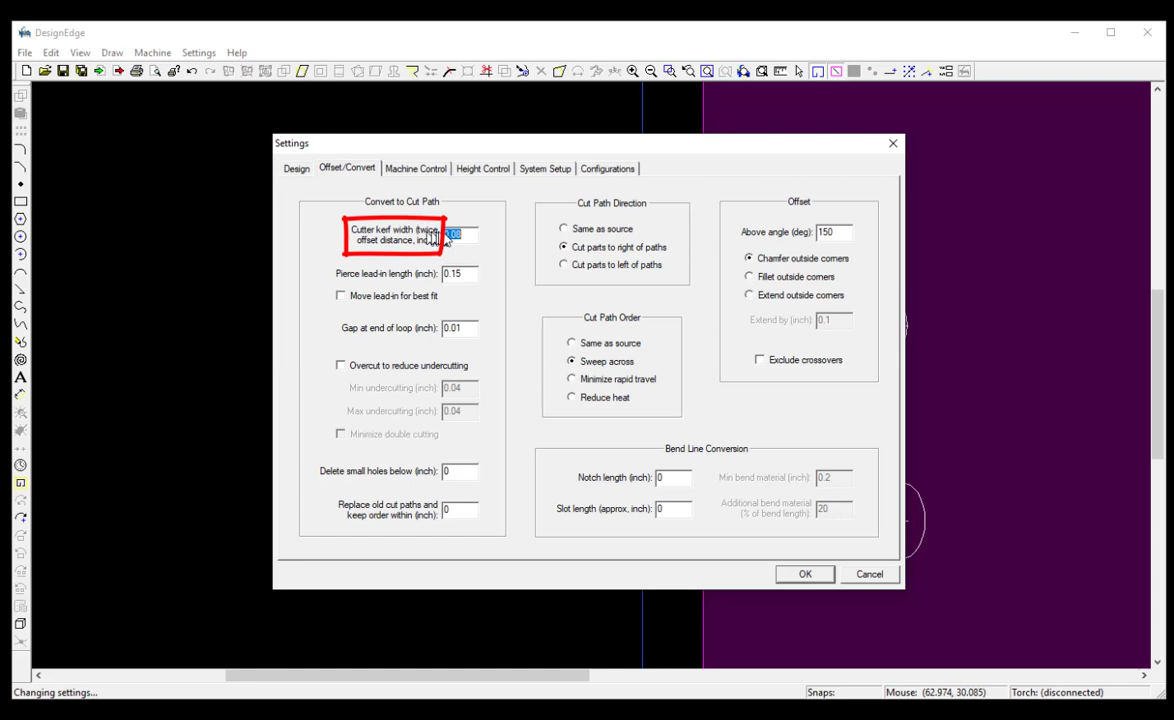 DesignEdge
File Edit View Draw Machine Settings Help
Settings
Design Offset/Convert Machine Control Height Control System Setup Configurations
Convert to Cut Path
Cutter kerf width (twice
offset distance,
Pierce lead-in length (inch): 0.15
Move lead-in for best fit
Gap at end of loop (inch): 0.01
Overcut to reduce undercutting
Min undercutting (inch): 0.04
Max undercutting (inch): 0.04
Minimize double cutting
Delete small holes below (inch): 0
Replace old cut paths and
keep order within (inch): 0
Cut Path Direction
Same as source
Cut parts to right of paths
Cut parts to left of paths
Cut Path Order
Same as source
Sweep across
Minimize rapid travel
Reduce heat
Offset
Above angle (deg): 150
Chamfer outside corners
Fillet outside corners
Extend outside corners
Extend by (inch) 0.1
Exclude crossovers
Bend Line Conversion
Notch length (inch): 0
Min bend material (inch): 0.2
Slot length (approx, inch): 0
Additional bend material
(% of bend length): 20
OK Cancel
Changing settings...
Snaps: Mouse: (62.974, 30.085) Torch: (disconnected)